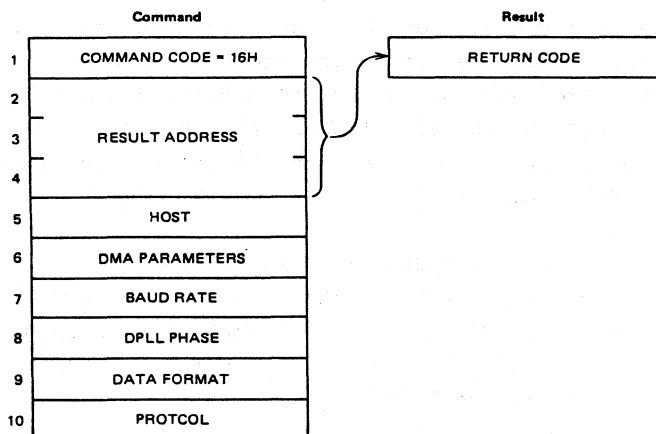 Command
Result
1 COMMAND CODE = 16H
RETURN CODE
2
3 RESULT ADDRESS
4
5 HOST
6 DMA PARAMETERS
7 BAUD RATE
8 DPLL PHASE
9 DATA FORMAT
10 PROTCOL